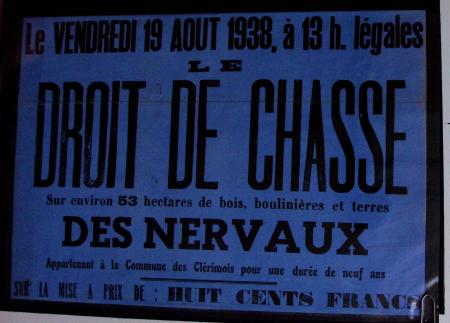 Le VENDREDI 19 AOUT 1938, à 13 h. légales
LE
DROIT DE CHASSE
Sur environ 53 hectares de bois, boulinières et terres
DES NERVAUX
Appartenant à la Commune des Clérimois pour une durée de neuf ans
SUR LA MISE A PRIX DE : HUIT CENTS FRANCS